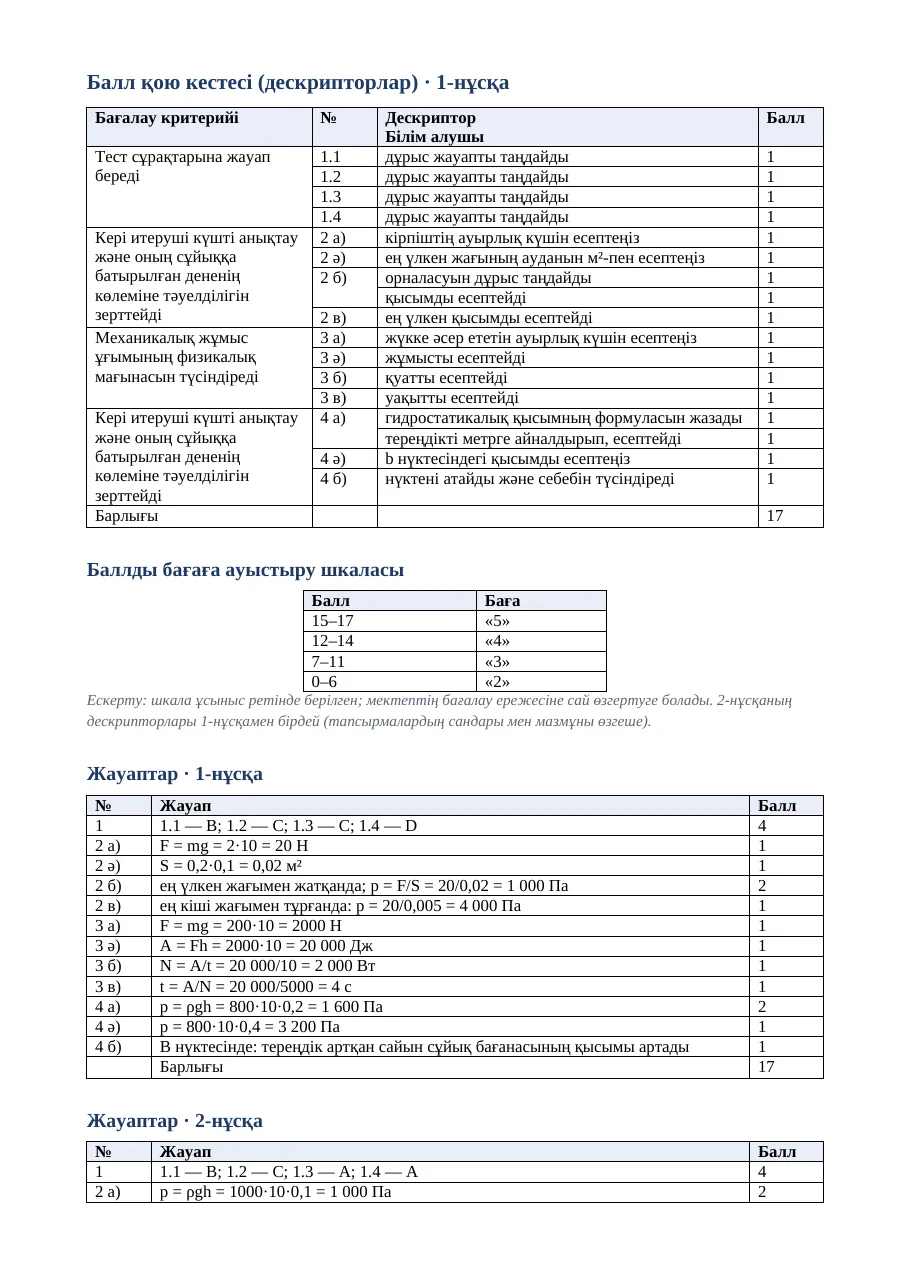 Балл қою кестесі (дескрипторлар) · 1-нұсқа
Бағалау критерийі № Дескриптор Балл
Білім алушы
Тест сұрақтарына жауап 1.1 дұрыс жауапты таңдайды 1
береді 1.2 дұрыс жауапты таңдайды 1
1.3 дұрыс жауапты таңдайды 1
1.4 дұрыс жауапты таңдайды 1
Кері итеруші күшті анықтау 2 а) кірпіштің ауырлық күшін есептеңіз 1
және оның сұйыққа 2 ә) ең үлкен жағының ауданын м²-пен есептеңіз 1
батырылған дененің 2 б) орналасуын дұрыс таңдайды 1
көлеміне тәуелділігін қысымды есептейді 1
зерттейді 2 в) ең үлкен қысымды есептейді 1
Механикалық жұмыс 3 а) жүкке әсер ететін ауырлық күшін есептеңіз 1
ұғымының физикалық 3 ә) жұмысты есептейді 1
мағынасын түсіндіреді 3 б) қуатты есептейді 1
3 в) уақытты есептейді 1
Кері итеруші күшті анықтау 4 а) гидростатикалық қысымның формуласын жазады 1
және оның сұйыққа тереңдікті метрге айналдырып, есептейді 1
батырылған дененің 4 ә) b нүктесіндегі қысымды есептеңіз 1
көлеміне тәуелділігін 4 б) нүктені атайды және себебін түсіндіреді 1
зерттейді
Барлығы 17
Баллды бағаға ауыстыру шкаласы
Балл Баға
15–17 «5»
12–14 «4»
7–11 «3»
0–6 «2»
Ескерту: шкала ұсыныс ретінде берілген; мектептің бағалау ережесіне сай өзгертуге болады. 2-нұсқаның
дескрипторлары 1-нұсқамен бірдей (тапсырмалардың сандары мен мазмұны өзгеше).
Жауаптар · 1-нұсқа
№ Жауап Балл
1 1.1 — B; 1.2 — C; 1.3 — C; 1.4 — D 4
2 а) F = mg = 2·10 = 20 Н 1
2 ә) S = 0,2·0,1 = 0,02 м² 1
2 б) ең үлкен жағымен жатқанда; p = F/S = 20/0,02 = 1 000 Па 2
2 в) ең кіші жағымен тұрғанда: p = 20/0,005 = 4 000 Па 1
3 а) F = mg = 200·10 = 2000 Н 1
3 ә) A = Fh = 2000·10 = 20 000 Дж 1
3 б) N = A/t = 20 000/10 = 2 000 Вт 1
3 в) t = A/N = 20 000/5000 = 4 с 1
4 а) p = ρgh = 800·10·0,2 = 1 600 Па 2
4 ә) p = 800·10·0,4 = 3 200 Па 1
4 б) B нүктесінде: тереңдік артқан сайын сұйық бағанасының қысымы артады 1
Барлығы 17
Жауаптар · 2-нұсқа
№ Жауап Балл
1 1.1 — B; 1.2 — C; 1.3 — A; 1.4 — A 4
2 а) p = ρgh = 1000·10·0,1 = 1 000 Па 2